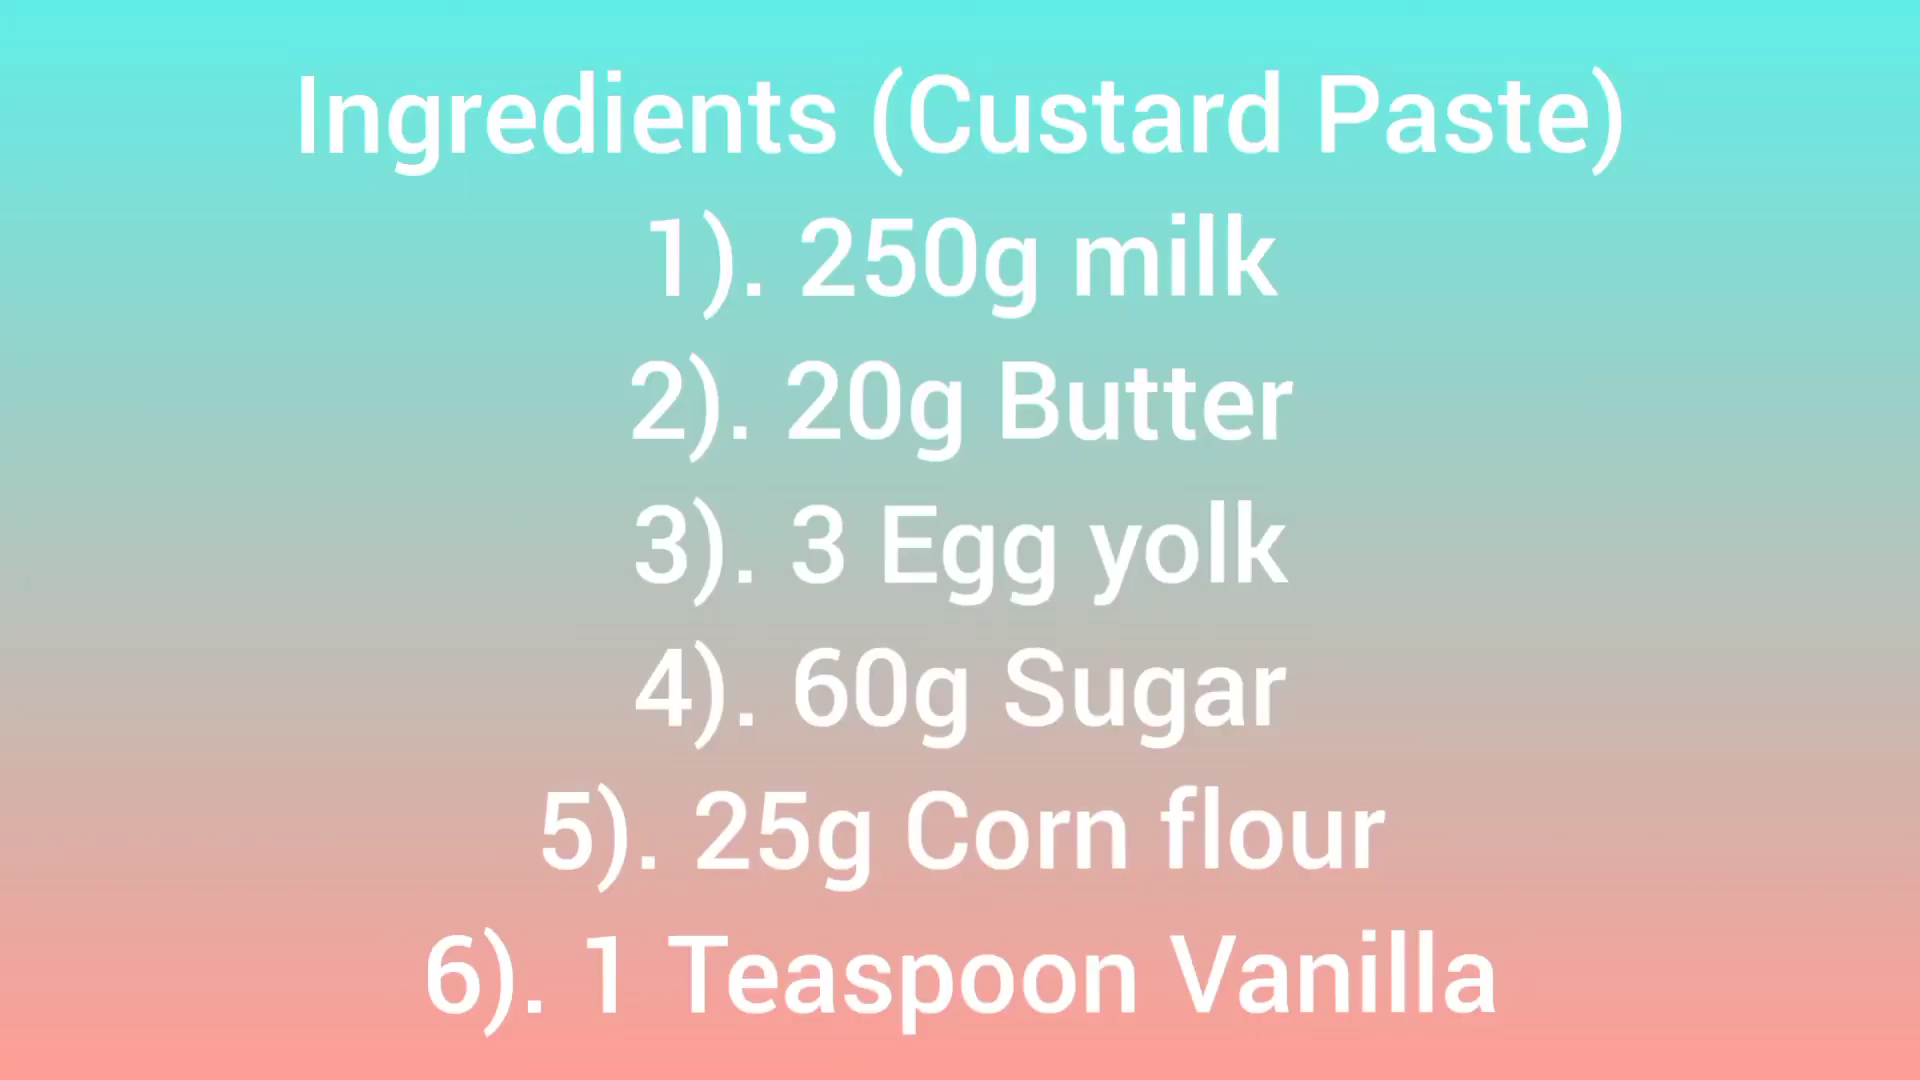 Ingredients (Custard Paste)
1). 250g milk
2). 20g Butter
3). 3 Egg yolk
4). 60g Sugar
5). 25g Corn flour
6). 1 Teaspoon Vanilla